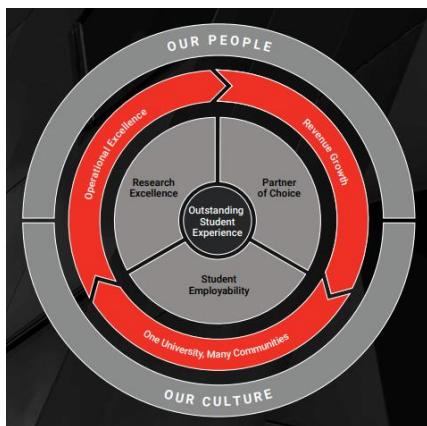 OUR PEOPLE
Operational Excellence
Revenue Growth
Research
Excellence
Partner
of Choice
Outstanding
Student
Experience
Student
Employability
One University, Many Communities
OUR CULTURE